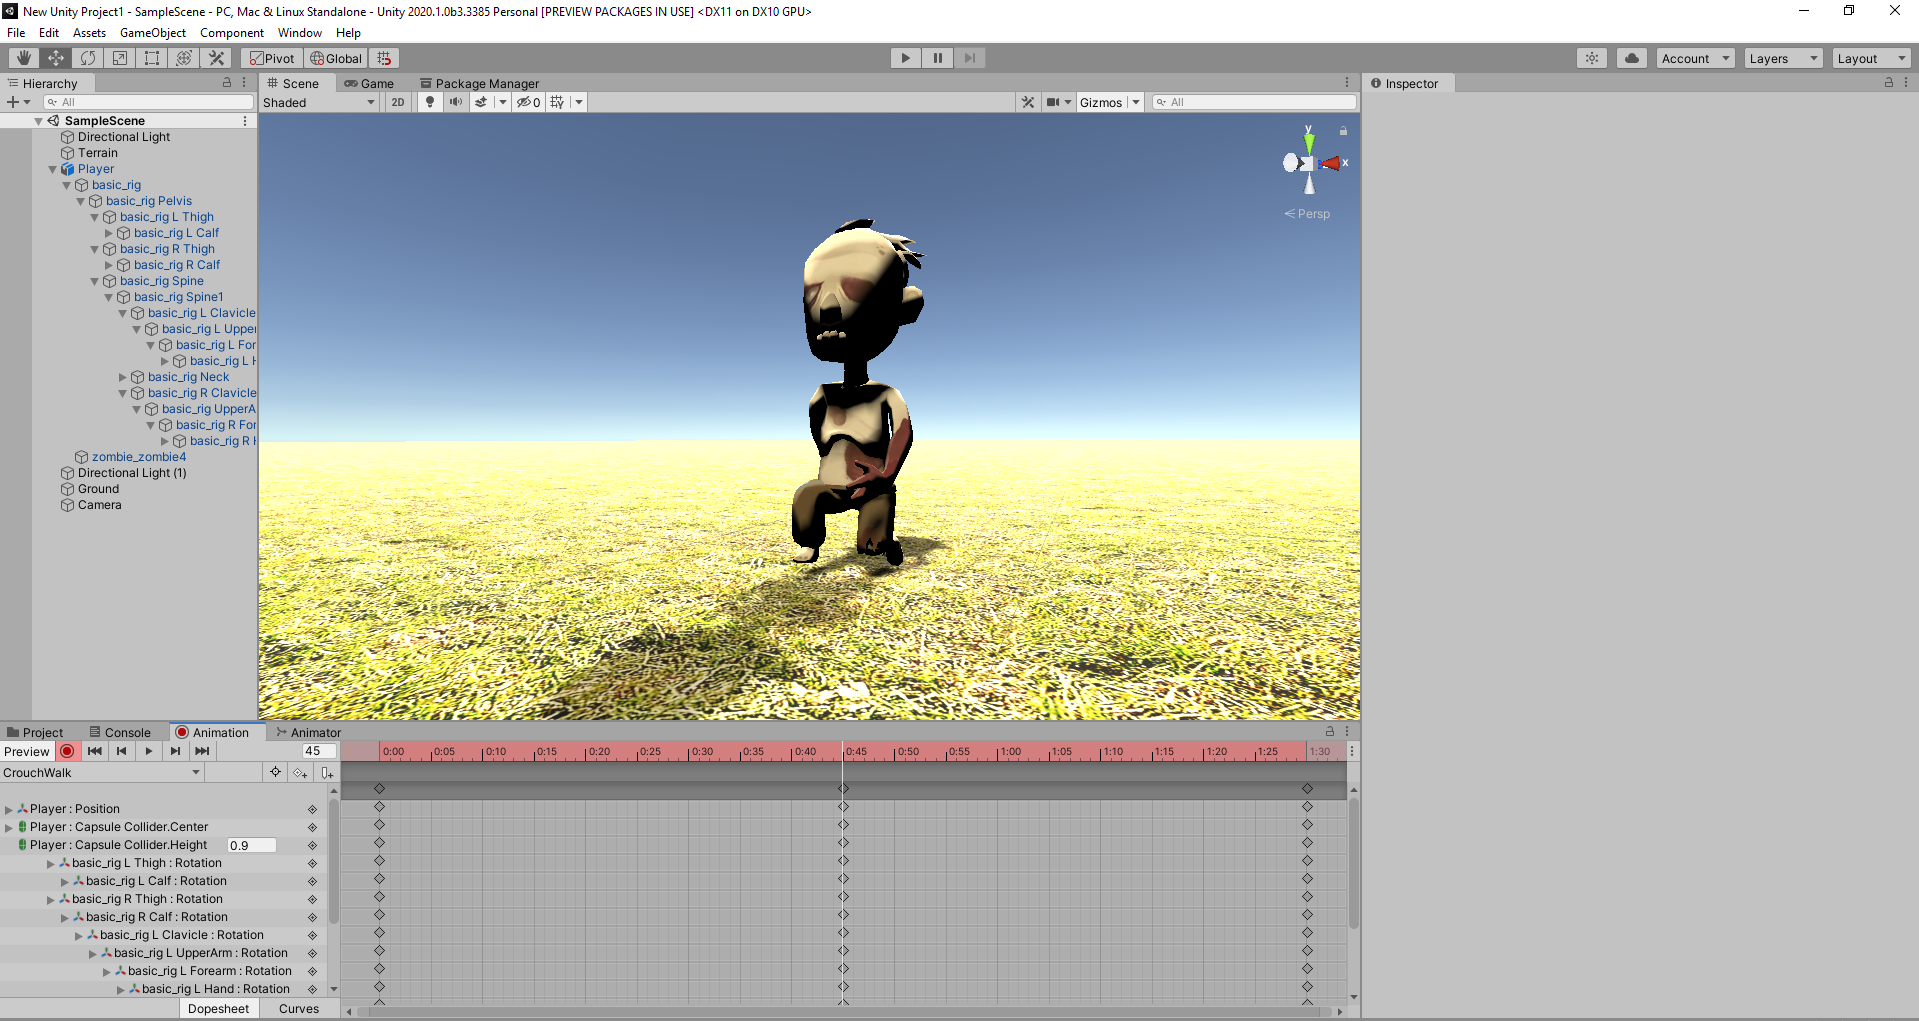 New Unity Project1 - SampleScene - PC, Mac & Linux Standalone - Unity 2020.1.0b3.3385 Personal [PREVIEW PACKAGES IN USE] <DX11 on DX10 GPU>
File Edit Assets GameObject Component Window Help
Pivot Global Account Layers Layout
Hierarchy Scene Game Package Manager Inspector
All Shaded 2D 0 Gizmos All
SampleScene
Directional Light
Terrain
Player
basic_rig
basic_rig Pelvis
basic_rig L Thigh
basic_rig L Calf
basic_rig R Thigh
basic_rig R Calf
basic_rig Spine
basic_rig Spine1
basic_rig L Clavicle
basic_rig L Upper
basic_rig L For
basic_rig L H
basic_rig Neck
basic_rig R Clavicle
basic_rig UpperA
basic_rig R For
basic_rig R H
zombie_zombie4
Directional Light (1)
Ground
Camera
y
x
Persp
Project Console Animation Animator
Preview 45 0:00 0:05 0:10 0:15 0:20 0:25 0:30 0:35 0:40 0:45 0:50 0:55 1:00 1:05 1:10 1:15 1:20 1:25 1:30
CrouchWalk
Player : Position
Player : Capsule Collider.Center
Player : Capsule Collider.Height 0.9
basic_rig L Thigh : Rotation
basic_rig L Calf : Rotation
basic_rig R Thigh : Rotation
basic_rig R Calf : Rotation
basic_rig L Clavicle : Rotation
basic_rig L UpperArm : Rotation
basic_rig L Forearm : Rotation
basic_rig L Hand : Rotation
Dopesheet Curves